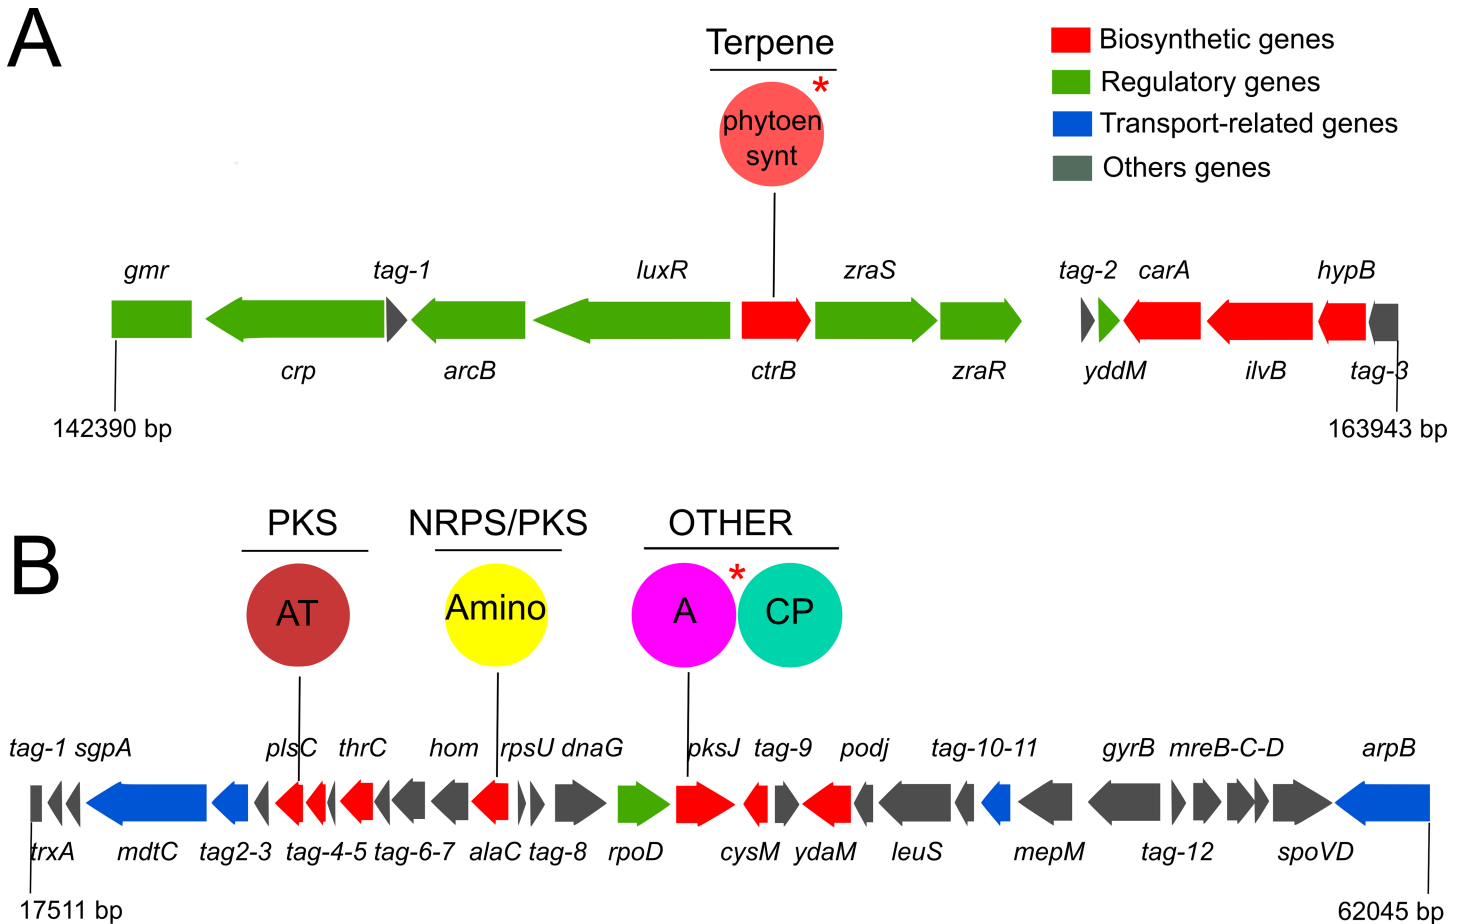 A
Terpene
*
phytoen
synt
Biosynthetic genes
Regulatory genes
Transport-related genes
Others genes
gmr tag-1 luxR zraS tag-2 carA hypB
crp arcB ctrB zraR yddM ilvB tag-3
142390 bp 163943 bp
B
PKS NRPS/PKS OTHER
AT Amino A * CP
tag-1 sgpA plsC thrC hom rpsU dnaG pksJ tag-9 podj tag-10-11 gyrB mreB-C-D arpB
trxA mdtC tag2-3 tag-4-5 tag-6-7 alaC tag-8 rpoD cysM ydaM leuS mepM tag-12 spoVD
17511 bp 62045 bp